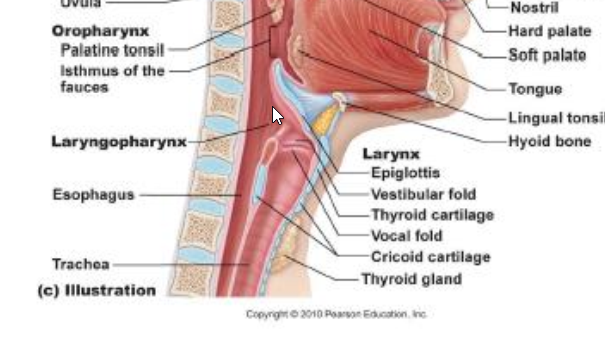 Uvula
Oropharynx
Palatine tonsil
Isthmus of the
fauces
Laryngopharynx
Esophagus
Trachea
(c) Illustration
Nostril
Hard palate
Soft palate
Tongue
Lingual tonsil
Hyoid bone
Larynx
Epiglottis
Vestibular fold
Thyroid cartilage
Vocal fold
Cricoid cartilage
Thyroid gland
Copyright © 2010 Pearson Education, Inc.